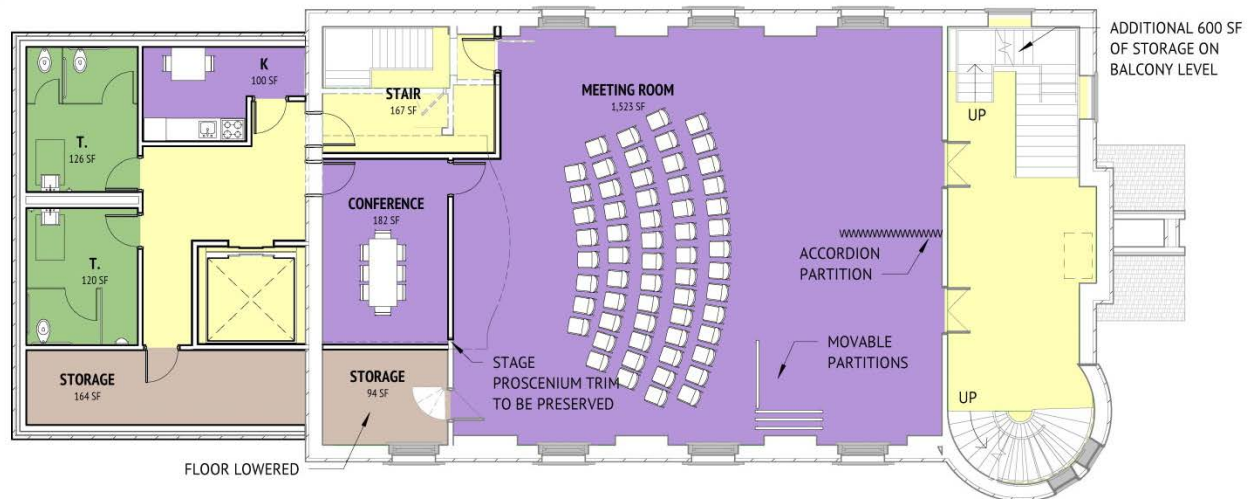 ADDITIONAL 600 SF
OF STORAGE ON
BALCONY LEVEL
K
100 SF
STAIR
167 SF
MEETING ROOM
1,523 SF
UP
T.
126 SF
CONFERENCE
182 SF
ACCORDION
PARTITION
T.
120 SF
MOVABLE
PARTITIONS
STORAGE
164 SF
STORAGE
94 SF
STAGE
PROSCENIUM TRIM
TO BE PRESERVED
UP
FLOOR LOWERED